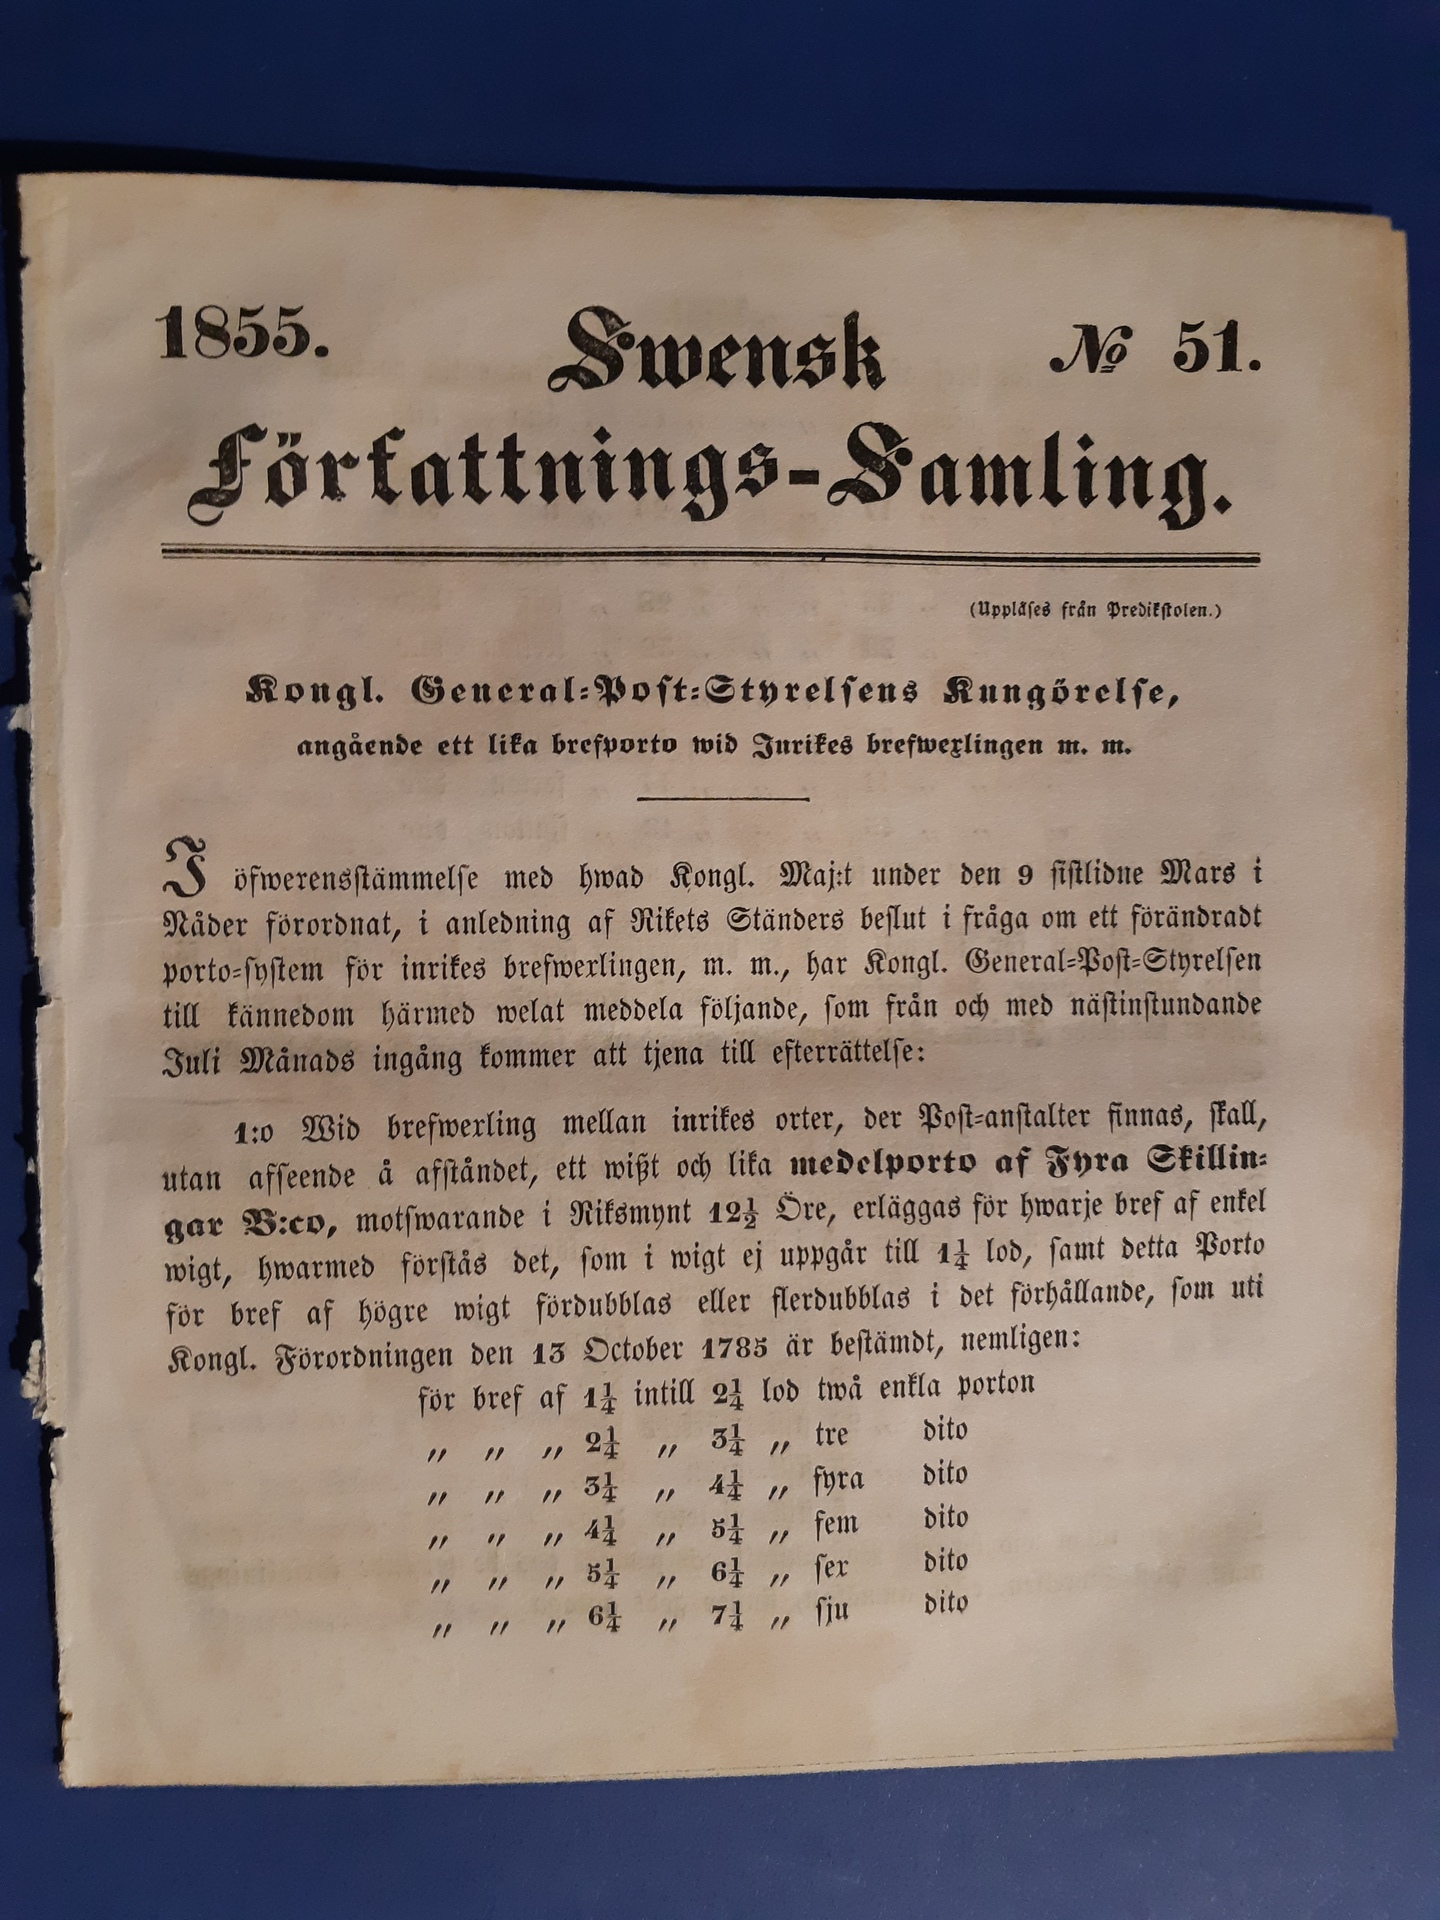 1855. Swensk № 51.
Författnings-Samling.
(Uppläses från Predikstolen.)
Kongl. General-Post-Styrelsens Kungörelse,
angående ett lika brefporto wid Inrikes brefwexlingen m. m.
I öfwerensstämmelse med hwad Kongl. Maj:t under den 9 sistlidne Mars i
Nåder förordnat, i anledning af Rikets Ständers beslut i fråga om ett förändradt
porto-system för inrikes brefwexlingen, m. m., har Kongl. General-Post-Styrelsen
till kännedom härmed welat meddela följande, som från och med nästinstundande
Juli Månads ingång kommer att tjena till efterrättelse:
1:o Wid brefwexling mellan inrikes orter, der Post-anstalter finnas, skall,
utan afseende å afståndet, ett wißt och lika medelporto af Fyra Skillin-
gar B:co, motswarande i Riksmynt 12½ Öre, erläggas för hwarje bref af enkel
wigt, hwarmed förstås det, som i wigt ej uppgår till 1¼ lod, samt detta Porto
för bref af högre wigt fördubblas eller flerdubblas i det förhållande, som uti
Kongl. Förordningen den 13 October 1785 är bestämdt, nemligen:
för bref af 1¼ intill 2¼ lod twå enkla porton
„ „ „ 2¼ „ 3¼ „ tre dito
„ „ „ 3¼ „ 4¼ „ fyra dito
„ „ „ 4¼ „ 5¼ „ fem dito
„ „ „ 5¼ „ 6¼ „ sex dito
„ „ „ 6¼ „ 7¼ „ sju dito